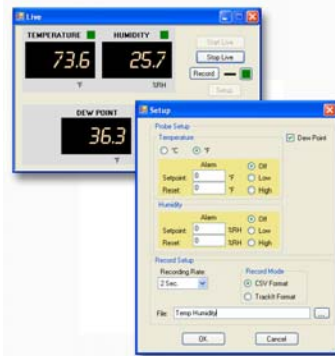 Live
TEMPERATURE HUMIDITY
73.6 25.7
°F %RH
Start Live
Stop Live
Record
Setup
DEW POINT
36.3
°F
Setup
Probe Setup
Temperature
Dew Point
°C °F
Alarm Off
Setpoint: 0 °F Low
Reset: 0 °F High
Humidity
Alarm Off
Setpoint: 0 %RH Low
Reset: 0 %RH High
Record Setup
Recording Rate: Record Mode
2 Sec. CSV Format
TrackIt Format
File: Temp Humidity ...
OK Cancel